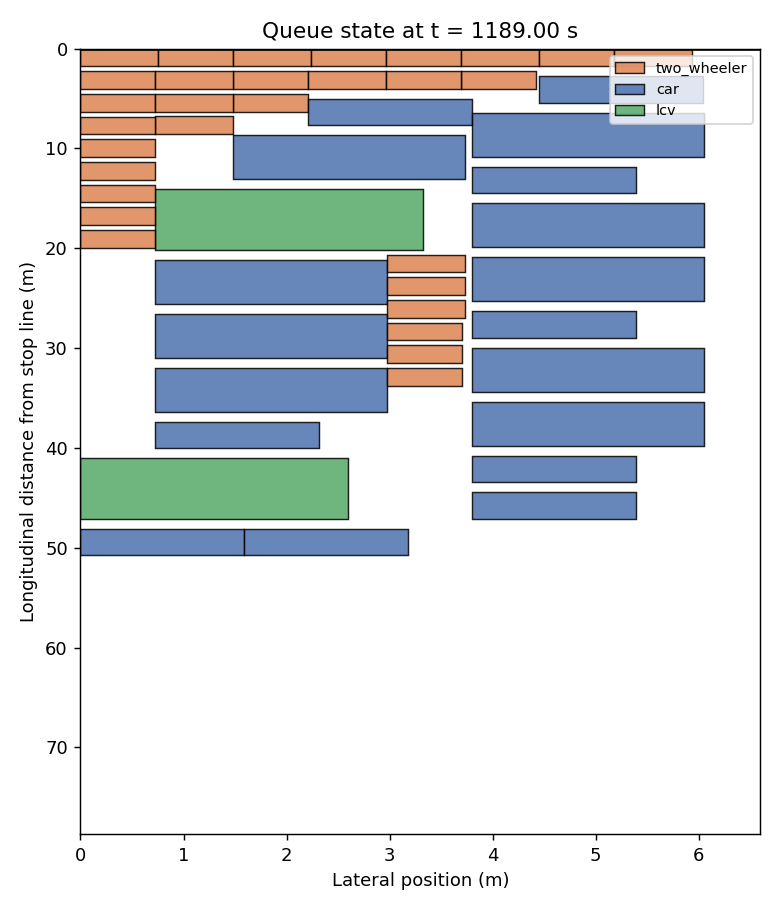 Queue state at t = 1189.00 s
two_wheeler
car
lcv
Longitudinal distance from stop line (m)
0
10
20
30
40
50
60
70
0 1 2 3 4 5 6
Lateral position (m)